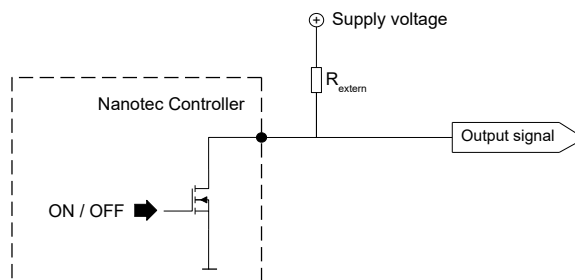 Supply voltage
R extern
Nanotec Controller
Output signal
ON / OFF